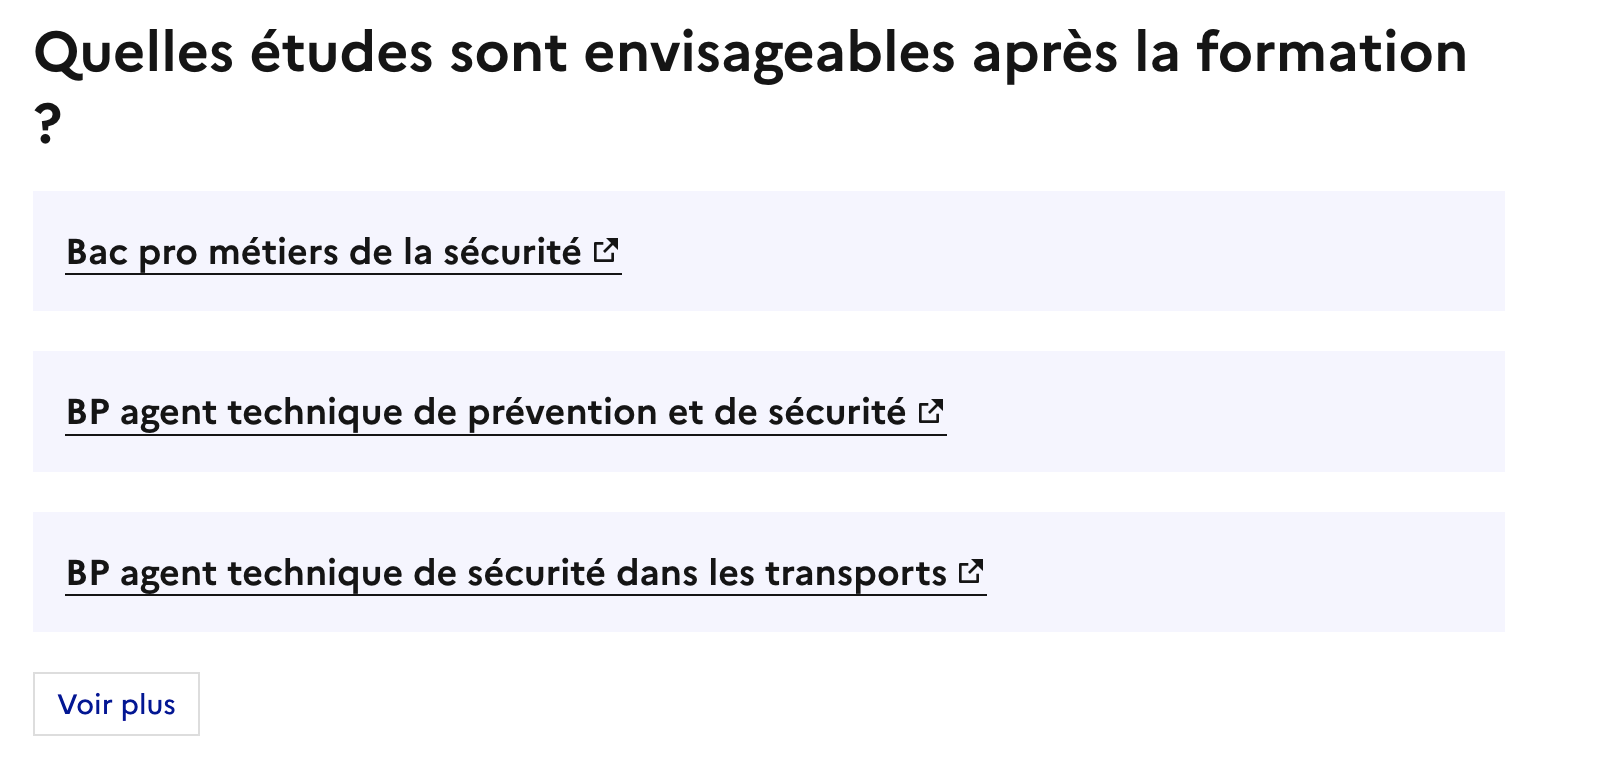 Quelles études sont envisageables après la formation
?
Bac pro métiers de la sécurité
BP agent technique de prévention et de sécurité
BP agent technique de sécurité dans les transports
Voir plus